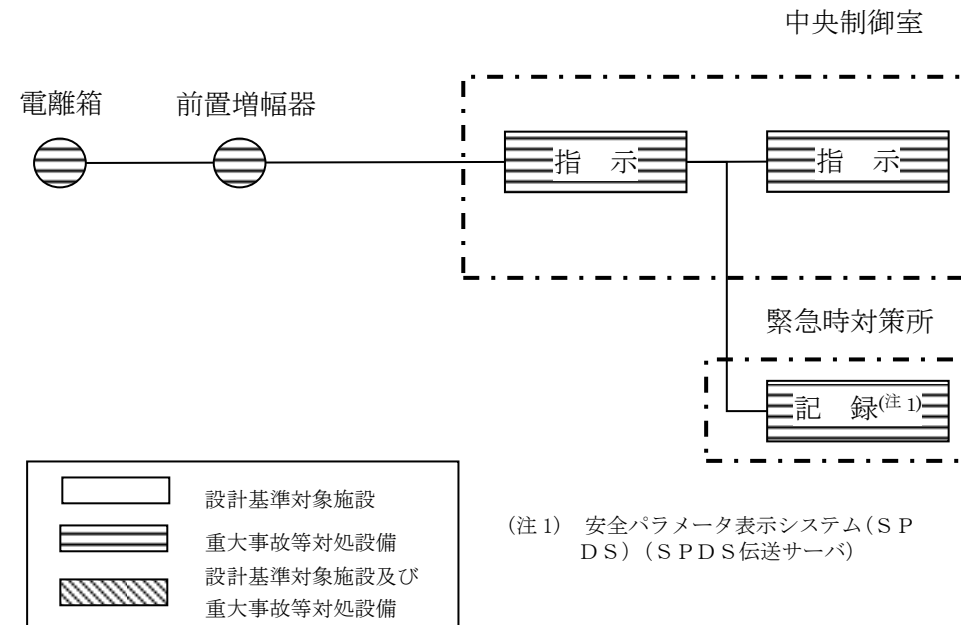 中央制御室
電離箱
前置増幅器
指 示
指 示
緊急時対策所
記 録(注 1)
設計基準対象施設
重大事故等対処設備
設計基準対象施設及び
重大事故等対処設備
(注 1) 安全パラメータ表示システム(ＳＰ
ＤＳ)(ＳＰＤＳ伝送サーバ)